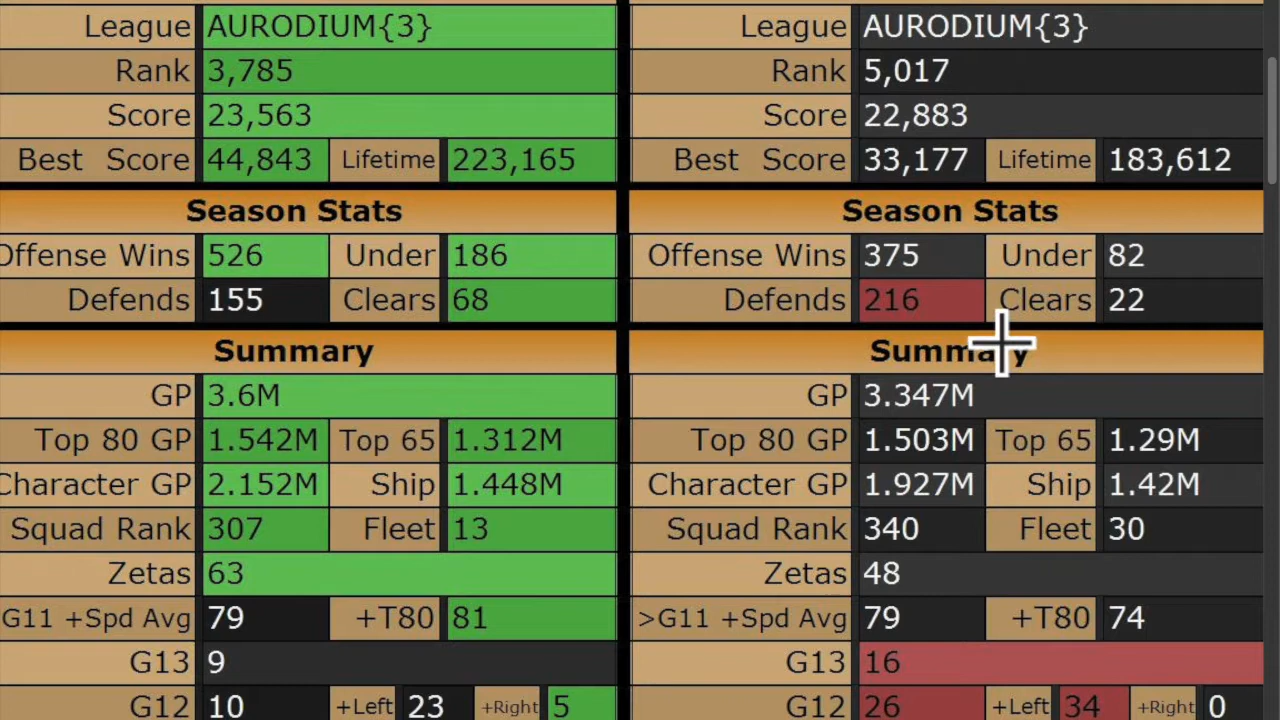 League AURODIUM{3}
Rank 3,785
Score 23,563
Best Score 44,843 Lifetime 223,165
Season Stats
Offense Wins 526 Under 186
Defends 155 Clears 68
Summary
GP 3.6M
Top 80 GP 1.542M Top 65 1.312M
Character GP 2.152M Ship 1.448M
Squad Rank 307 Fleet 13
Zetas 63
G11 +Spd Avg 79 +T80 81
G13 9
G12 10 +Left 23 +Right 5
League AURODIUM{3}
Rank 5,017
Score 22,883
Best Score 33,177 Lifetime 183,612
Season Stats
Offense Wins 375 Under 82
Defends 216 Clears 22
Summary
GP 3.347M
Top 80 GP 1.503M Top 65 1.29M
Character GP 1.927M Ship 1.42M
Squad Rank 340 Fleet 30
Zetas 48
>G11 +Spd Avg 79 +T80 74
G13 16
G12 26 +Left 34 +Right 0